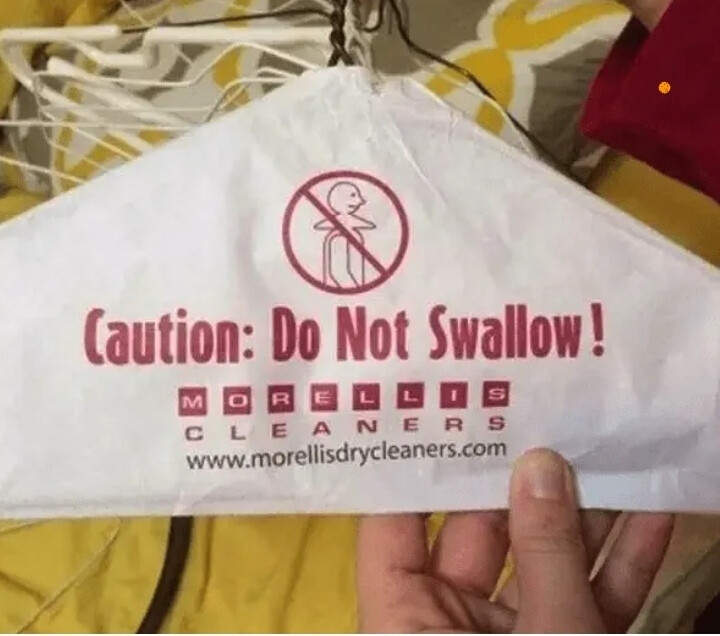 Caution: Do Not Swallow!
MORELLIS
CLEANERS
www.morellisdrycleaners.com